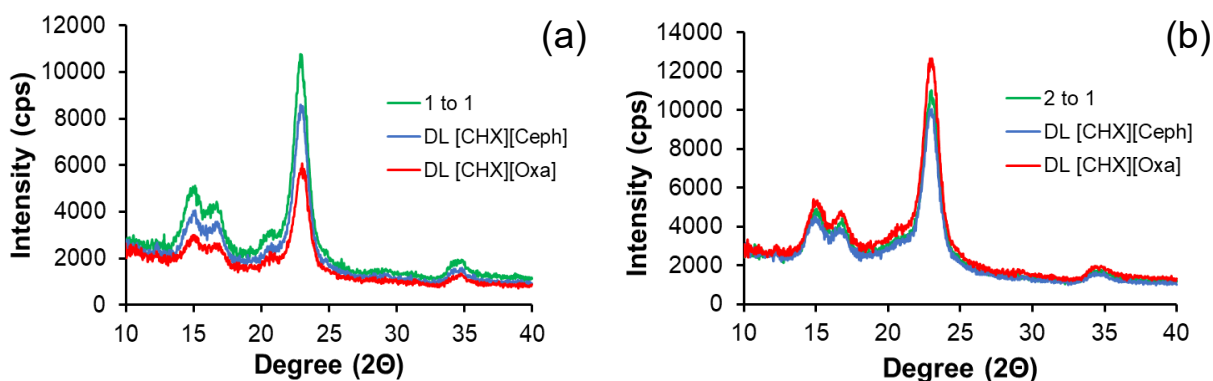 (a)
Intensity (cps)
12000
10000
8000
6000
4000
2000
0
1 to 1
DL [CHX][Ceph]
DL [CHX][Oxa]
10 15 20 25 30 35 40
Degree (2Θ)
(b)
Intensity (cps)
14000
12000
10000
8000
6000
4000
2000
0
2 to 1
DL [CHX][Ceph]
DL [CHX][Oxa]
10 15 20 25 30 35 40
Degree (2Θ)